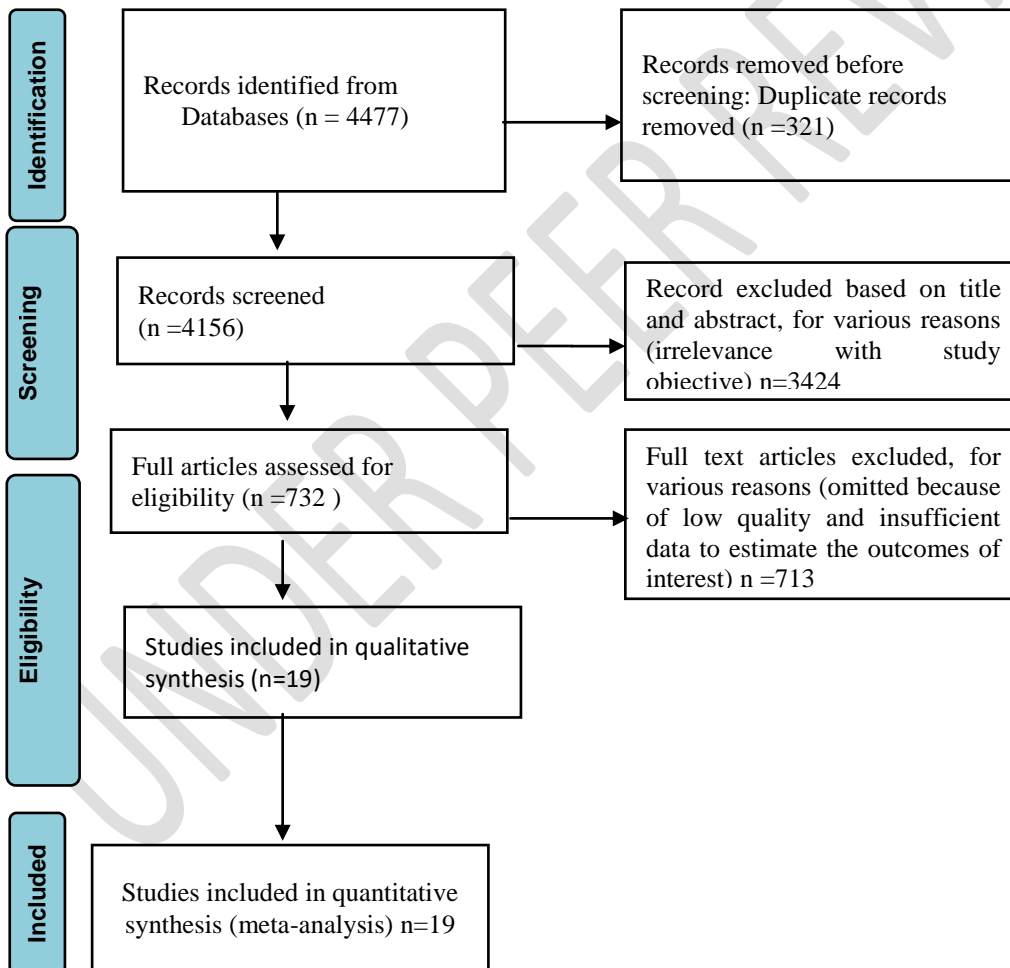 Identification
Records identified from
Databases (n = 4477)
Records removed before
screening: Duplicate records
removed (n =321)
Screening
Records screened
(n =4156)
Record excluded based on title
and abstract, for various reasons
(irrelevance with study
objective) n=3424
Full articles assessed for
eligibility (n =732 )
Full text articles excluded, for
various reasons (omitted because
of low quality and insufficient
data to estimate the outcomes of
interest) n =713
Eligibility
Studies included in qualitative
synthesis (n=19)
Included
Studies included in quantitative
synthesis (meta-analysis) n=19
UNDER PEER REV